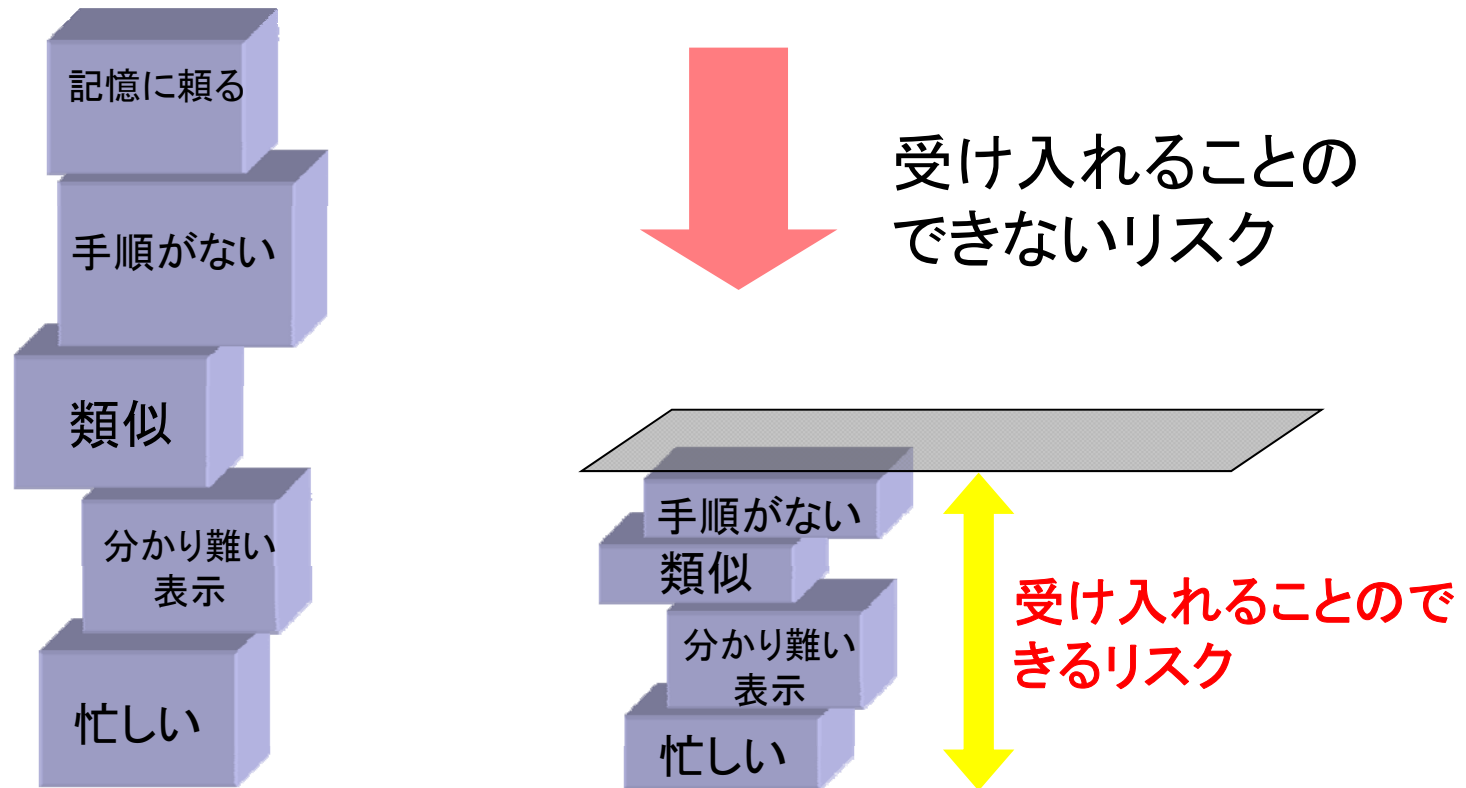 記憶に頼る
手順がない
類似
分かり難い
表示
忙しい
受け入れることの
できないリスク
手順がない
類似
分かり難い
表示
忙しい
受け入れることので
きるリスク